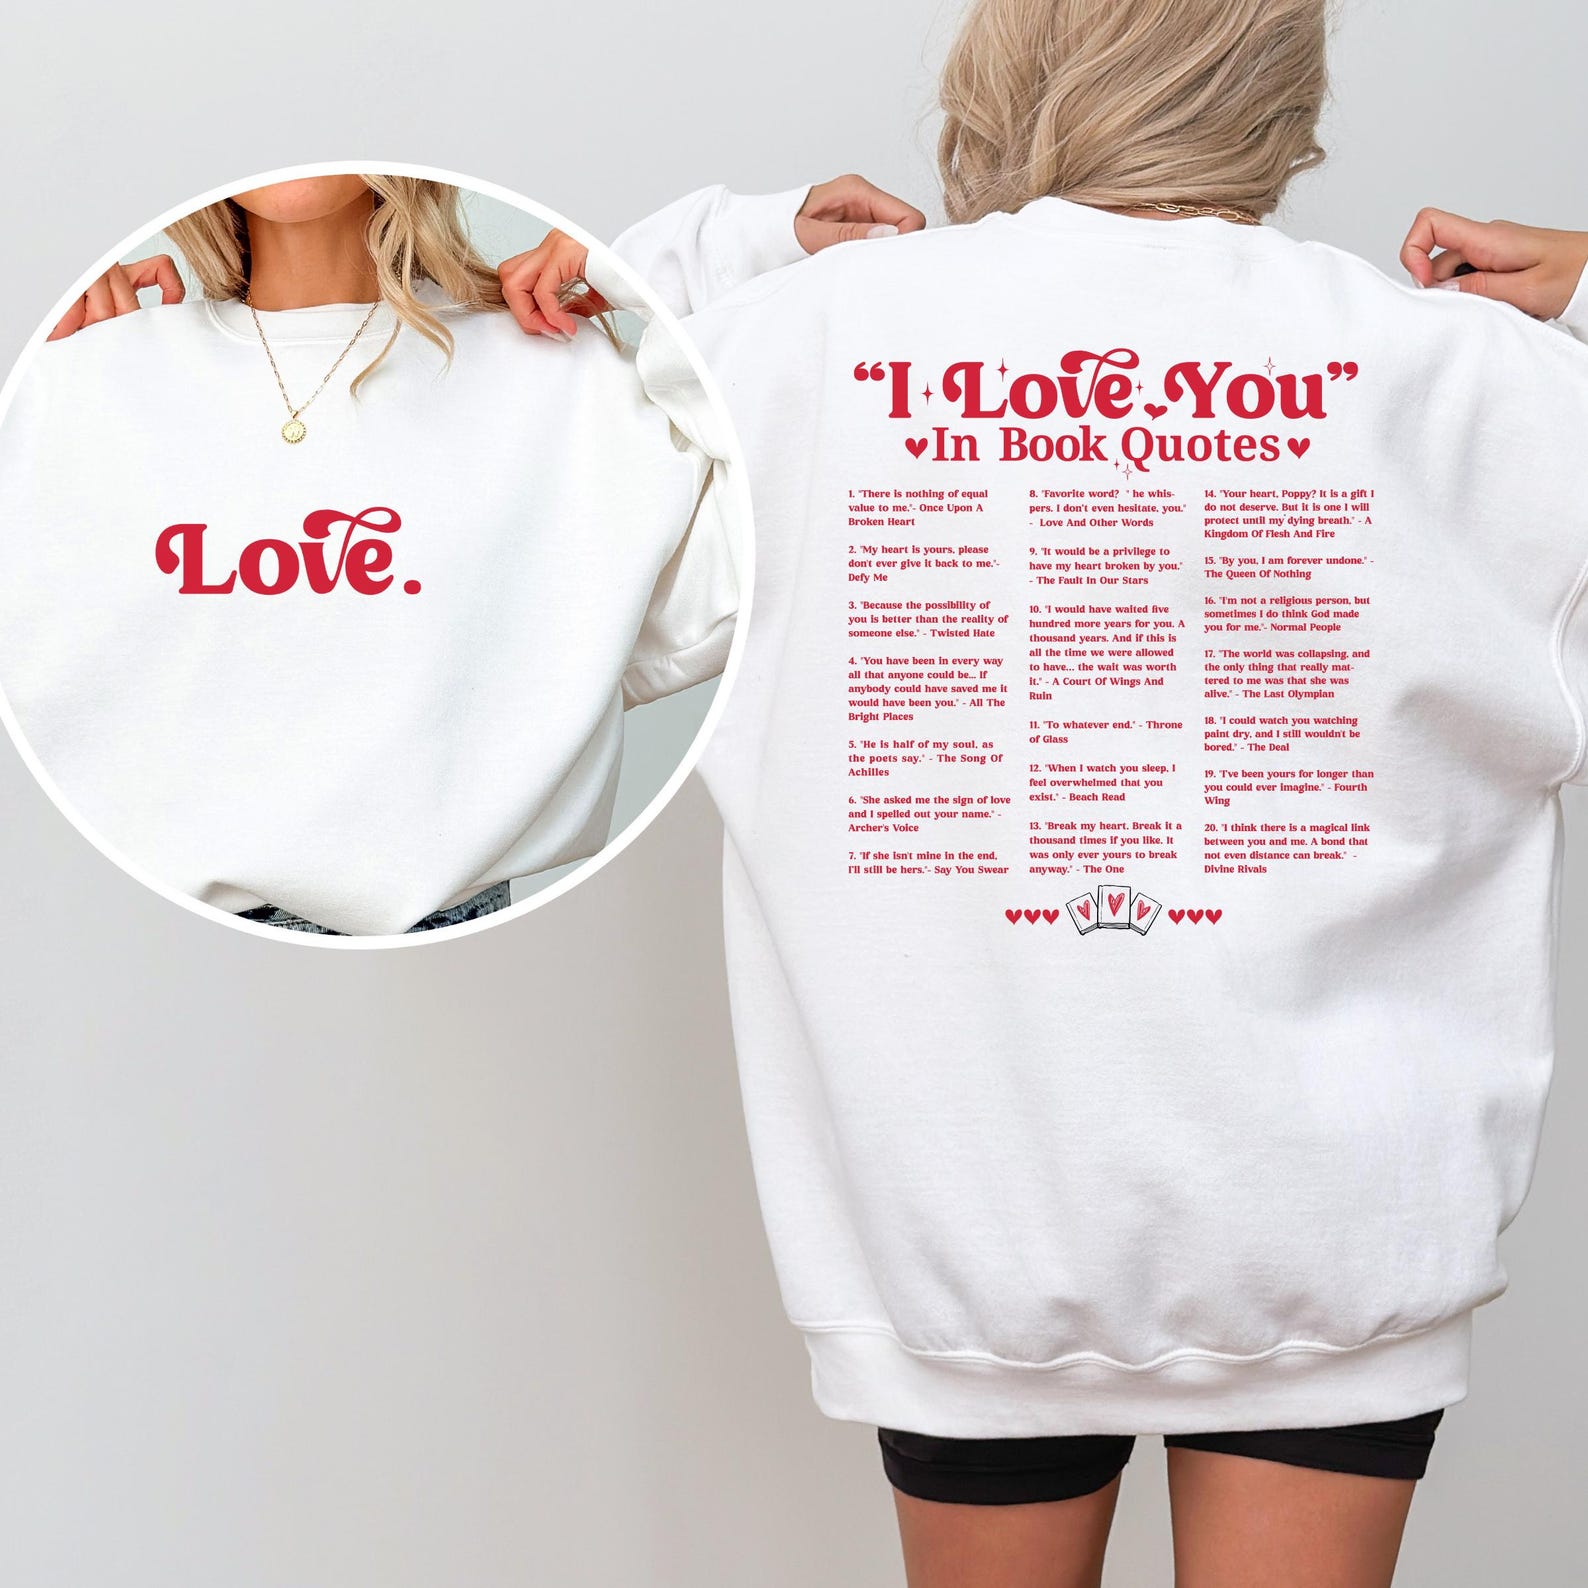 Love.
“I Love You”
In Book Quotes
1. "There is nothing of equal
value to me."- Once Upon A
Broken Heart
2. "My heart is yours, please
don't ever give it back to me."-
Defy Me
3. "Because the possibility of
you is better than the reality of
someone else." - Twisted Hate
4. "You have been in every way
all that anyone could be... If
anybody could have saved me it
would have been you." - All The
Bright Places
5. "He is half of my soul, as
the poets say." - The Song Of
Achilles
6. "She asked me the sign of love
and I spelled out your name." -
Archer's Voice
7. "If she isn't mine in the end,
I'll still be hers."- Say You Swear
8. "Favorite word?  " he whis-
pers. I don't even hesitate, you."
-  Love And Other Words
9. "It would be a privilege to
have my heart broken by you."
- The Fault In Our Stars
10. "I would have waited five
hundred more years for you. A
thousand years. And if this is
all the time we were allowed
to have... the wait was worth
it." - A Court Of Wings And
Ruin
11. "To whatever end." - Throne
of Glass
12. "When I watch you sleep, I
feel overwhelmed that you
exist." - Beach Read
13. "Break my heart. Break it a
thousand times if you like. It
was only ever yours to break
anyway." - The One
14. "Your heart, Poppy? It is a gift I
do not deserve. But it is one I will
protect until my dying breath." - A
Kingdom Of Flesh And Fire
15. "By you, I am forever undone." -
The Queen Of Nothing
16. "I'm not a religious person, but
sometimes I do think God made
you for me."- Normal People
17. "The world was collapsing, and
the only thing that really mat-
tered to me was that she was
alive." - The Last Olympian
18. "I could watch you watching
paint dry, and I still wouldn't be
bored." - The Deal
19. "I've been yours for longer than
you could ever imagine." - Fourth
Wing
20. "I think there is a magical link
between you and me. A bond that
not even distance can break."  -
Divine Rivals